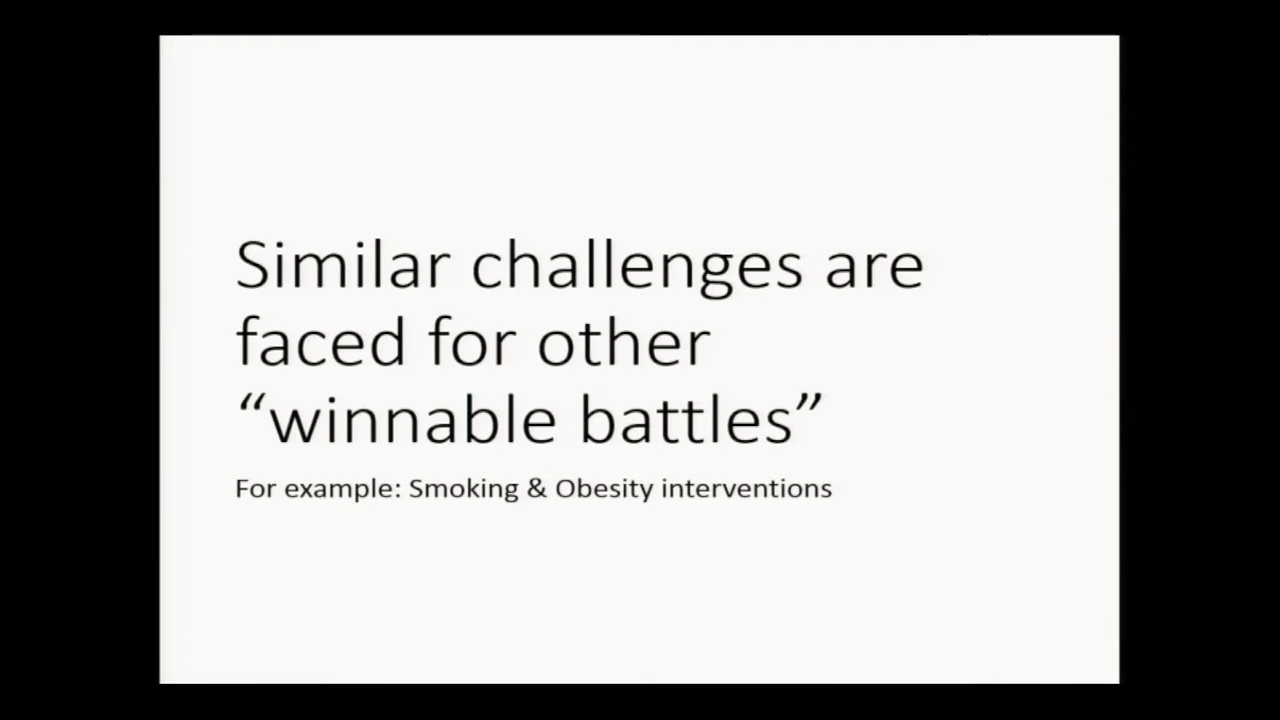 Similar challenges are
faced for other
“winnable battles”
For example: Smoking & Obesity interventions